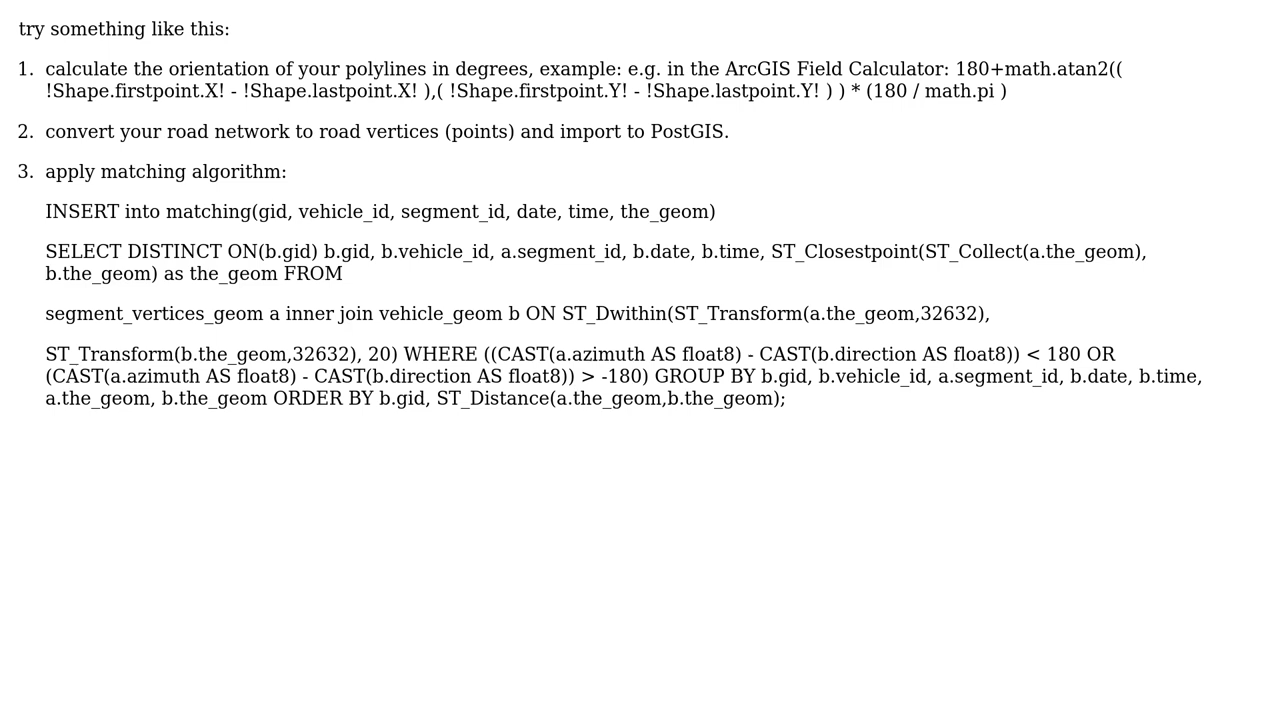 try something like this:
1. calculate the orientation of your polylines in degrees, example: e.g. in the ArcGIS Field Calculator: 180+math.atan2((
!Shape.firstpoint.X! - !Shape.lastpoint.X! ),( !Shape.firstpoint.Y! - !Shape.lastpoint.Y! ) ) * (180 / math.pi )
2. convert your road network to road vertices (points) and import to PostGIS.
3. apply matching algorithm:
INSERT into matching(gid, vehicle_id, segment_id, date, time, the_geom)
SELECT DISTINCT ON(b.gid) b.gid, b.vehicle_id, a.segment_id, b.date, b.time, ST_Closestpoint(ST_Collect(a.the_geom),
b.the_geom) as the_geom FROM
segment_vertices_geom a inner join vehicle_geom b ON ST_Dwithin(ST_Transform(a.the_geom,32632),
ST_Transform(b.the_geom,32632), 20) WHERE ((CAST(a.azimuth AS float8) - CAST(b.direction AS float8)) < 180 OR
(CAST(a.azimuth AS float8) - CAST(b.direction AS float8)) > -180) GROUP BY b.gid, b.vehicle_id, a.segment_id, b.date, b.time,
a.the_geom, b.the_geom ORDER BY b.gid, ST_Distance(a.the_geom,b.the_geom);